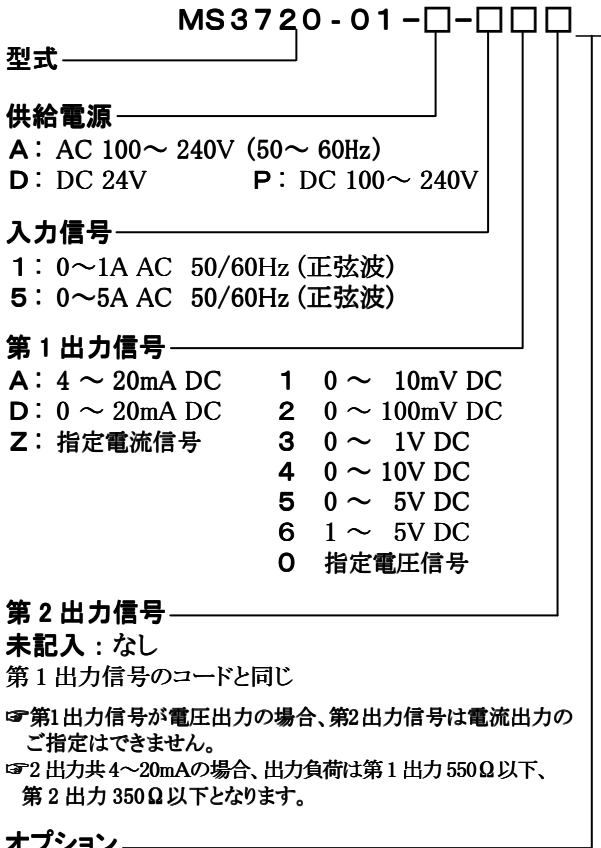 MS3720-01-□-□□□
型式
供給電源
A： AC 100～240V (50～60Hz)
D： DC 24V P： DC 100～240V
入力信号
1： 0～1A AC 50/60Hz (正弦波)
5： 0～5A AC 50/60Hz (正弦波)
第1出力信号
A： 4 ～ 20mA DC 1 0 ～ 10mV DC
D： 0 ～ 20mA DC 2 0 ～ 100mV DC
Z： 指定電流信号 3 0 ～ 1V DC
4 0 ～ 10V DC
5 0 ～ 5V DC
6 1 ～ 5V DC
0 指定電圧信号
第2出力信号
未記入：なし
第1出力信号のコードと同じ
☞第1出力信号が電圧出力の場合、第2出力信号は電流出力の
ご指定はできません。
☞2出力共4～20mAの場合、出力負荷は第1出力550Ω以下、
第2出力350Ω以下となります。
オプション